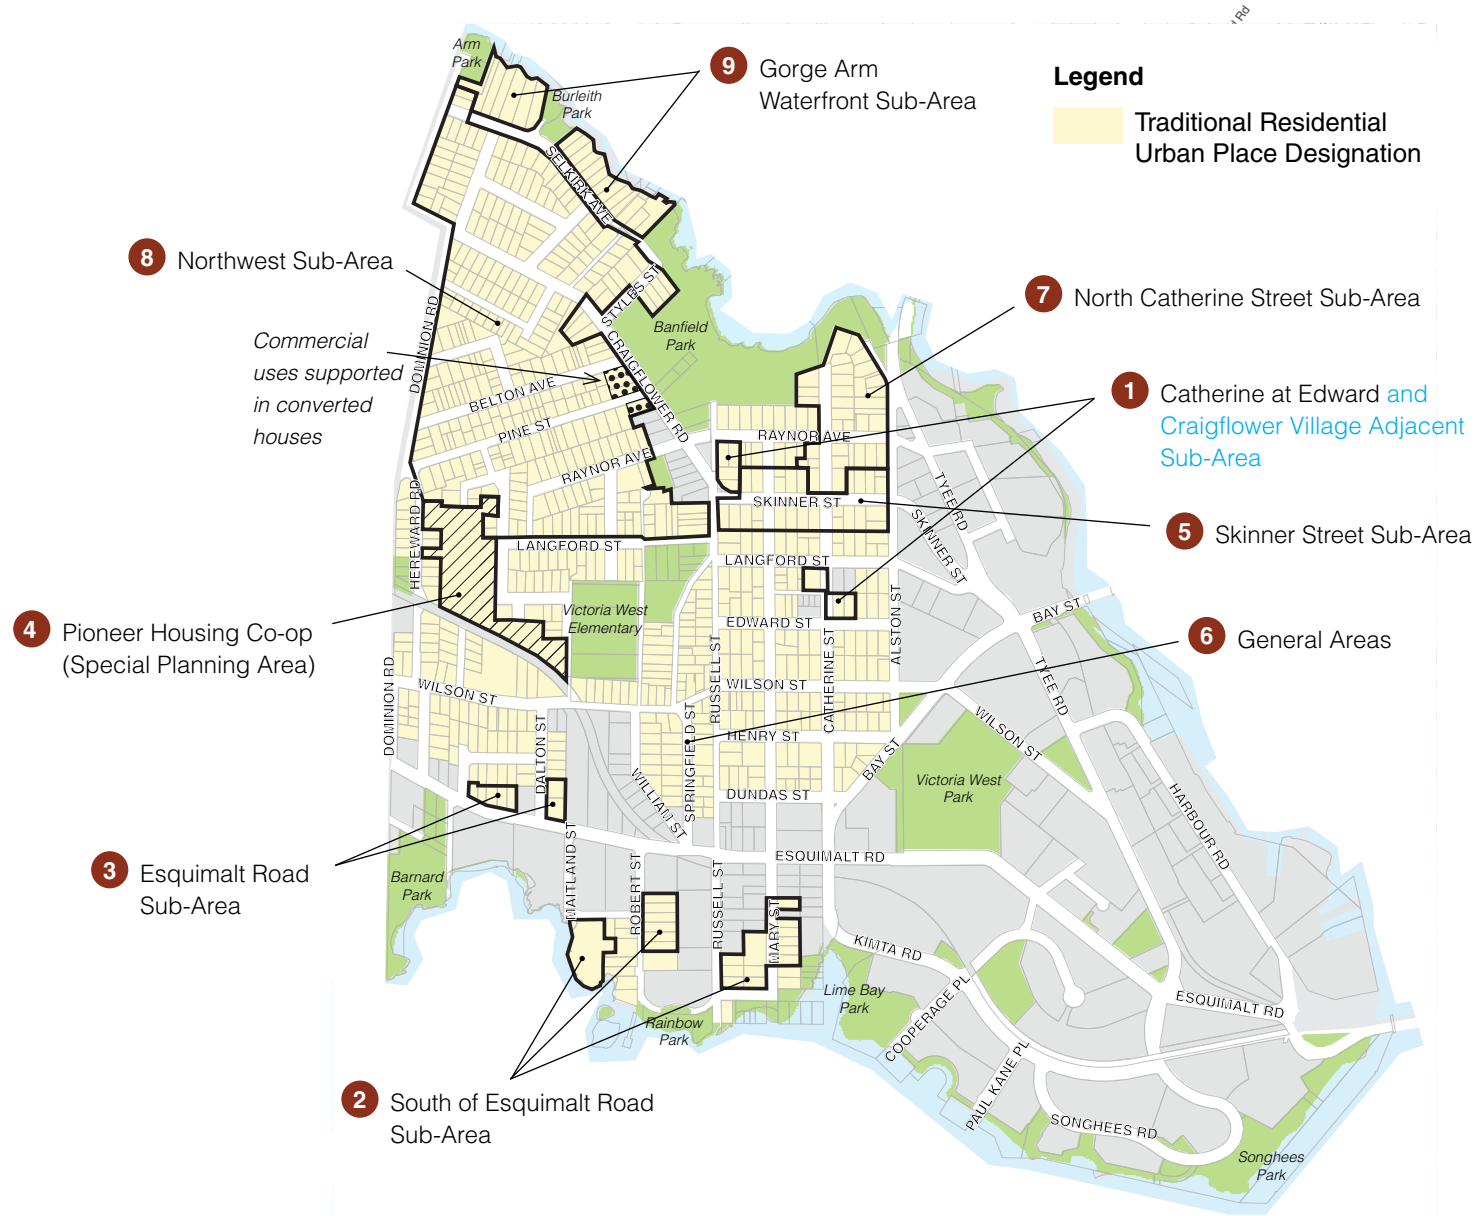 Rd
Arm
Park
9 Gorge Arm
Waterfront Sub-Area
Legend
Traditional Residential
Urban Place Designation
Burleith
Park
SELKIRK AVE
8 Northwest Sub-Area
STYLES ST
7 North Catherine Street Sub-Area
DOMINION RD
Banfield
Park
Commercial
uses supported
in converted
houses
CRAIGFLOWER RD
BELTON AVE
1 Catherine at Edward and
Craigflower Village Adjacent
Sub-Area
PINE ST
RAYNOR AVE
RAYNOR AVE
TYEE RD
HEREWARD RD
SKINNER ST
SKINNER ST
5 Skinner Street Sub-Area
LANGFORD ST
LANGFORD ST
4 Pioneer Housing Co-op
(Special Planning Area)
Victoria West
Elementary
EDWARD ST
ALSTON ST
BAY ST
6 General Areas
RUSSELL ST
CATHERINE ST
DOMINION RD
WILSON ST
WILSON ST
TYEE RD
WILSON ST
DALTON ST
SPRINGFIELD ST
HENRY ST
BAY ST
Victoria West
Park
WILLIAM ST
DUNDAS ST
HARBOUR RD
3 Esquimalt Road
Sub-Area
Barnard
Park
MAITLAND ST
ROBERT ST
RUSSELL ST
ESQUIMALT RD
MARY ST
KIMTA RD
Lime Bay
Park
COOPERAGE PL
ESQUIMALT RD
Rainbow
Park
PAUL KANE PL
2 South of Esquimalt Road
Sub-Area
SONGHEES RD
Songhees
Park